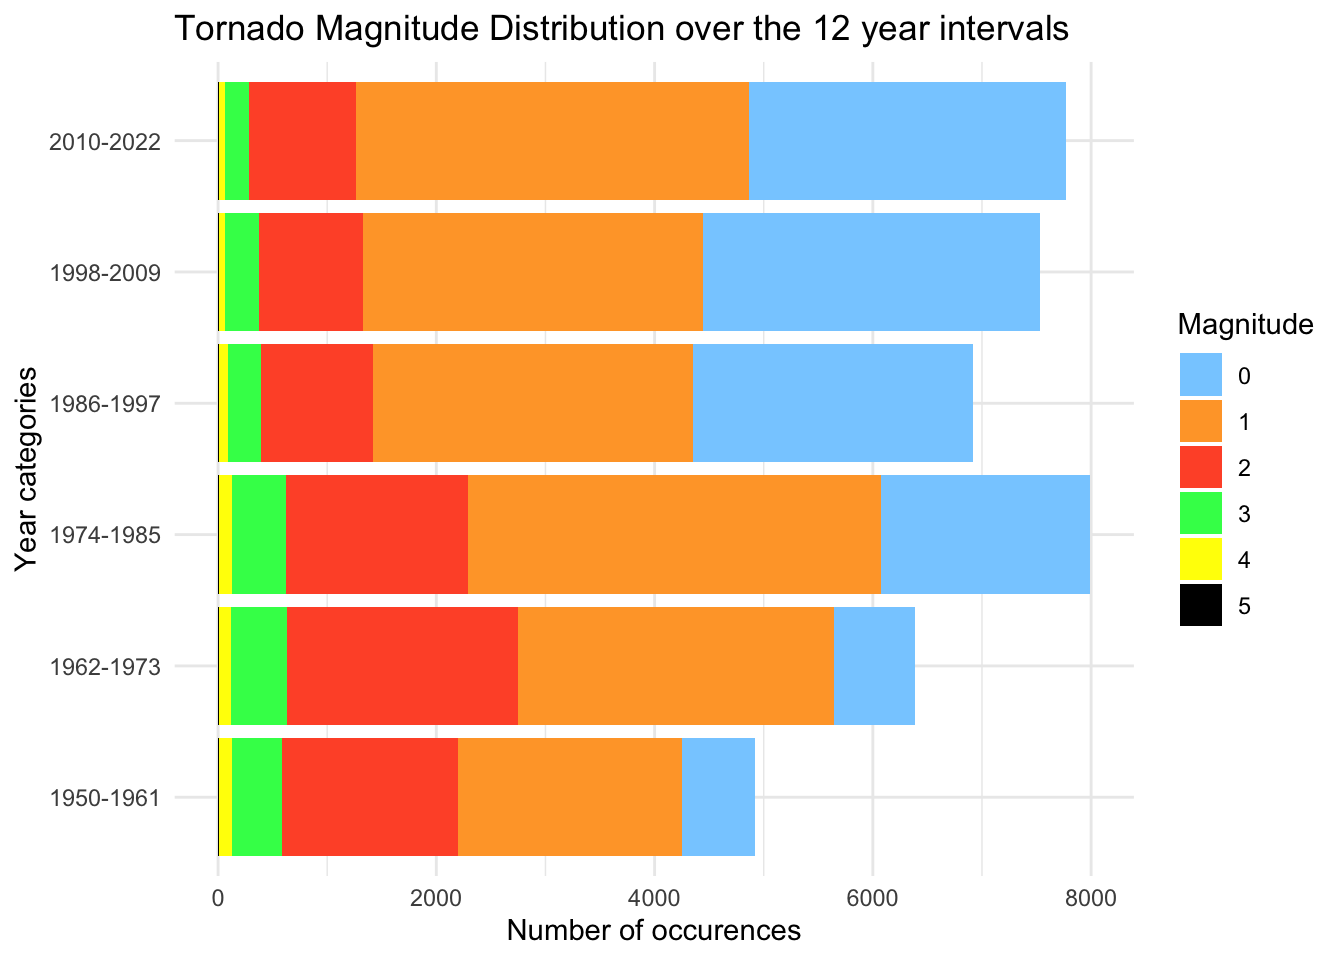 Tornado Magnitude Distribution over the 12 year intervals
Year categories
2010-2022
1998-2009
1986-1997
1974-1985
1962-1973
1950-1961
0 2000 4000 6000 8000
Number of occurences
Magnitude
0
1
2
3
4
5